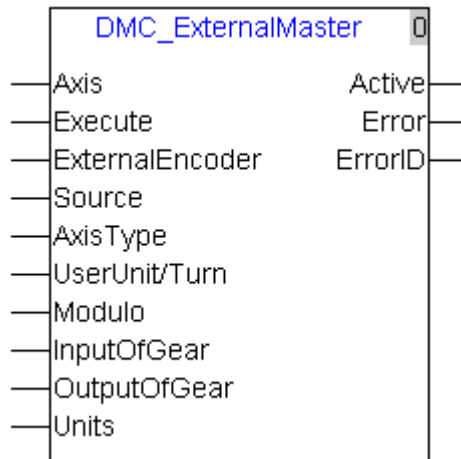 DMC_ExternalMaster 0
Axis Active
Execute Error
ExternalEncoder ErrorID
Source
AxisType
UserUnit/Turn
Modulo
InputOfGear
OutputOfGear
Units